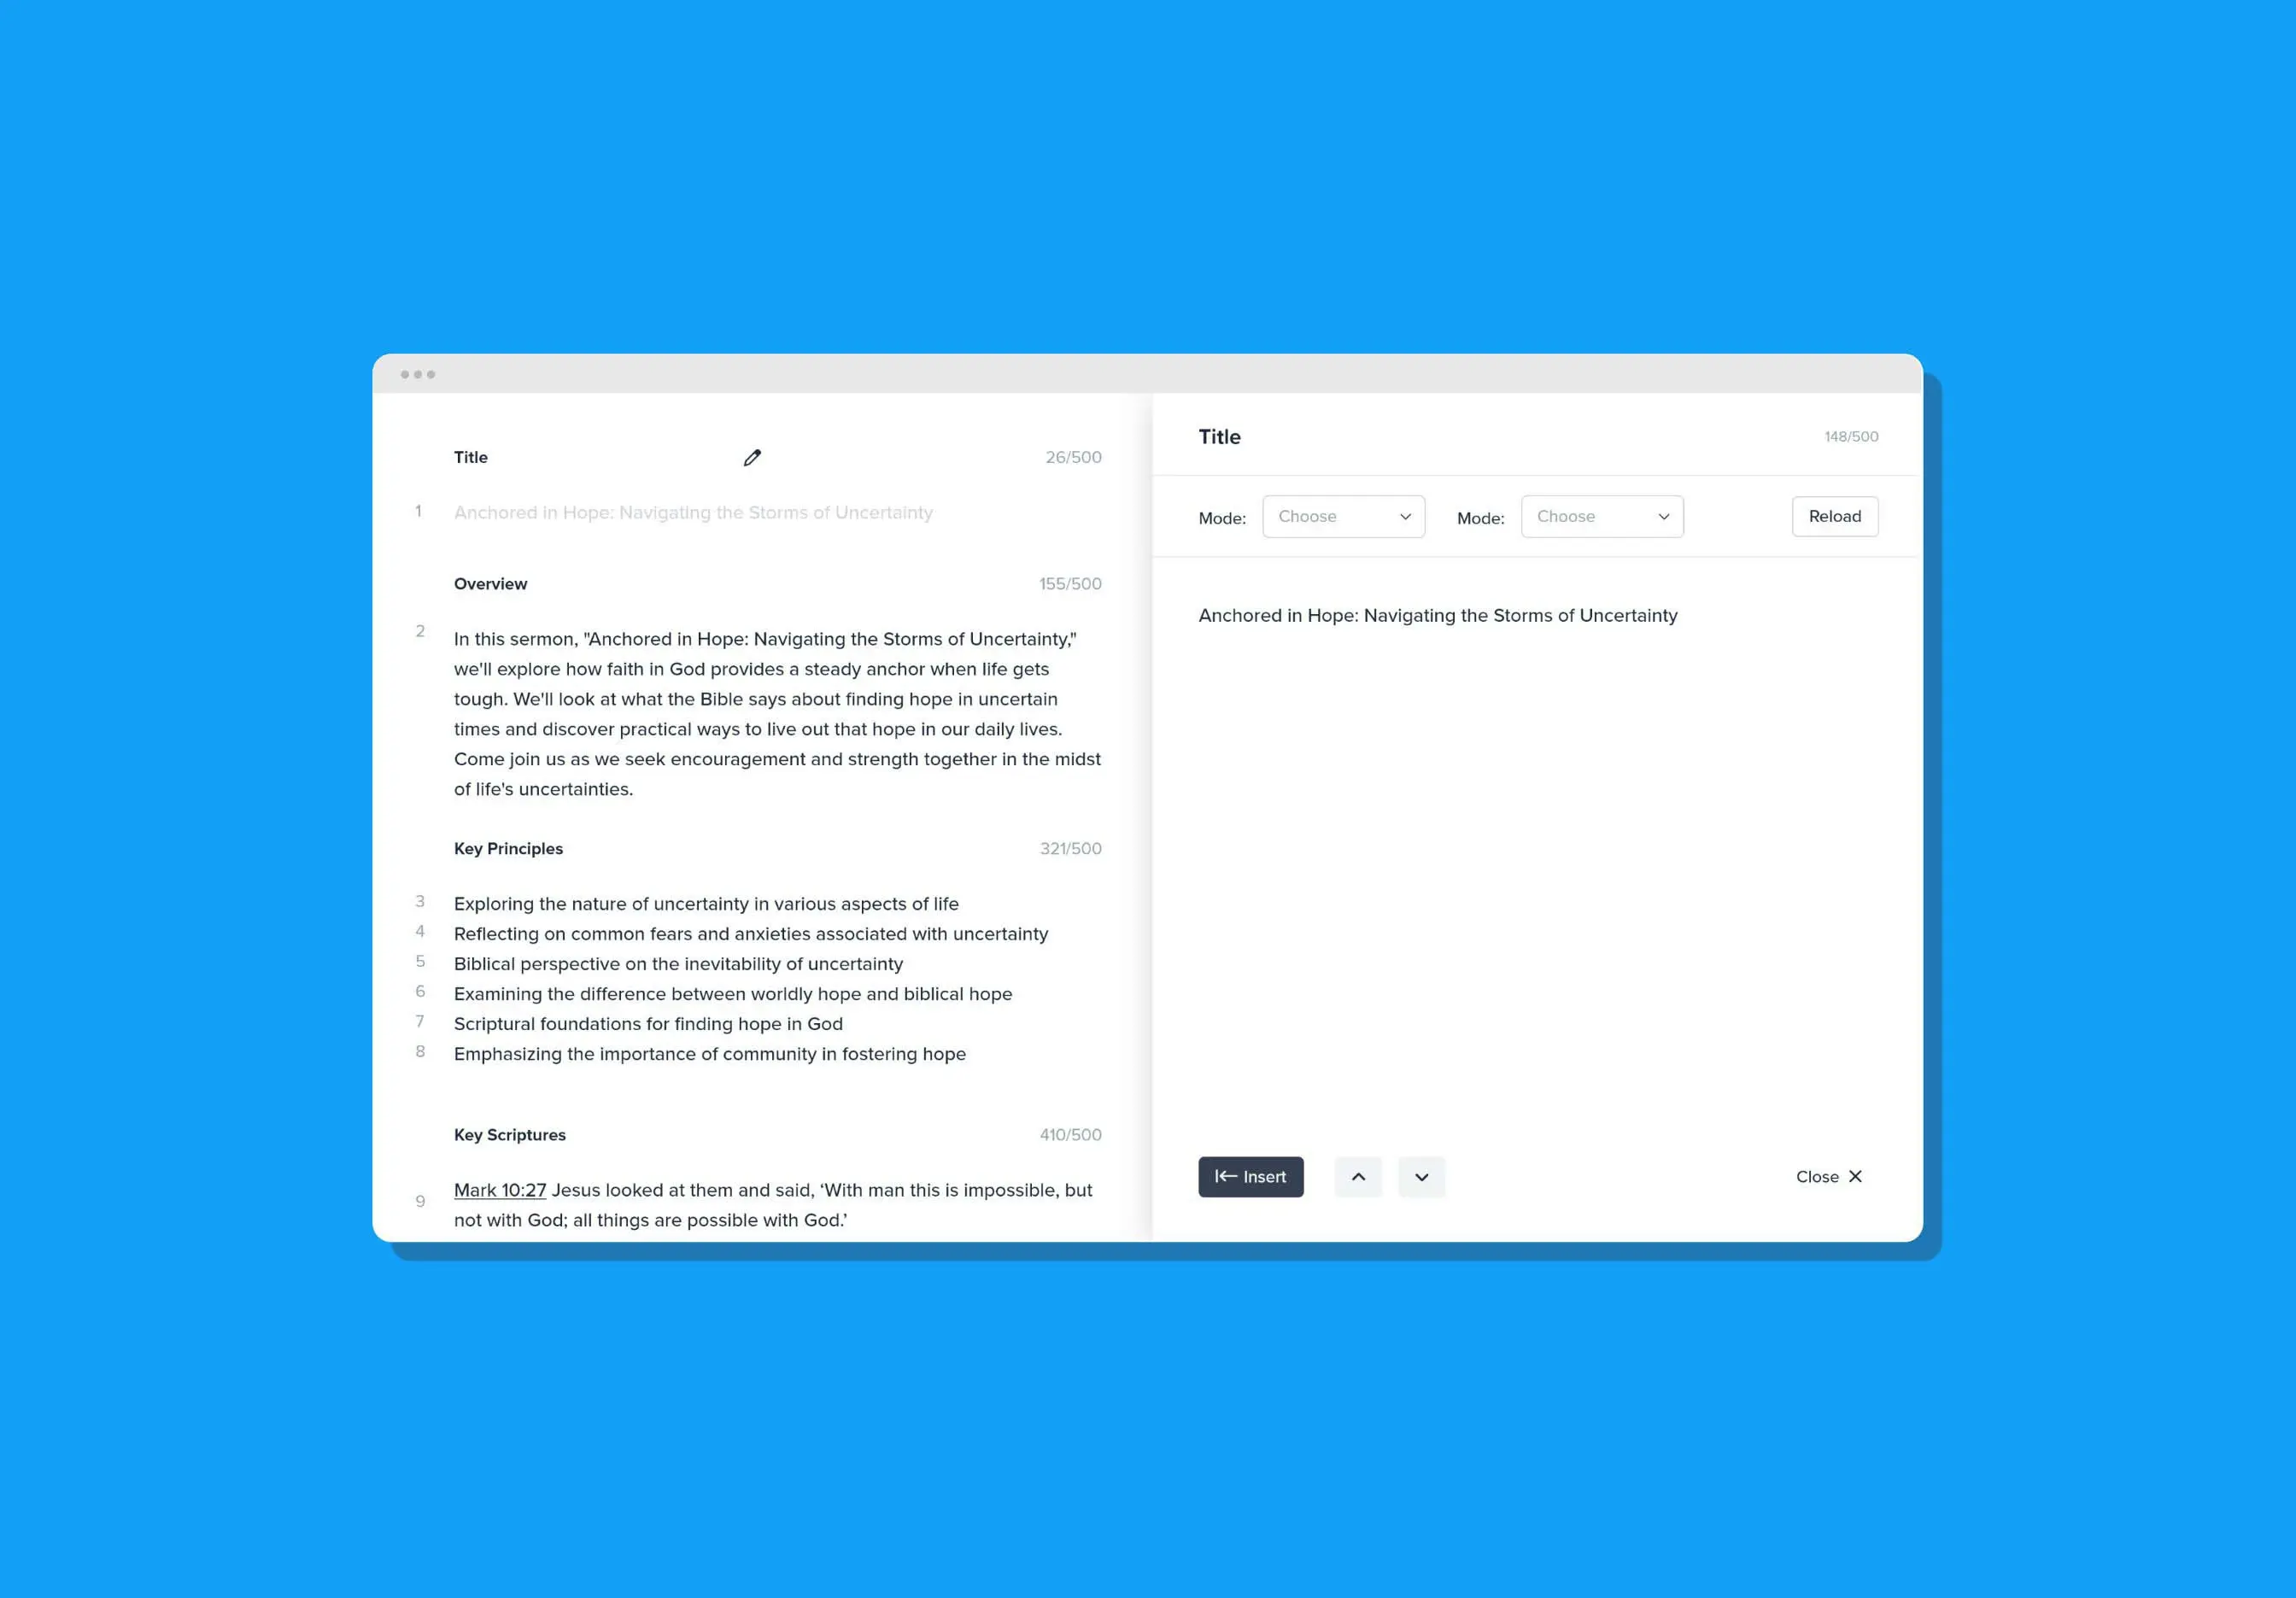 Title 26/500
1 Anchored in Hope: Navigating the Storms of Uncertainty
Overview 155/500
2 In this sermon, "Anchored in Hope: Navigating the Storms of Uncertainty,"
we'll explore how faith in God provides a steady anchor when life gets
tough. We'll look at what the Bible says about finding hope in uncertain
times and discover practical ways to live out that hope in our daily lives.
Come join us as we seek encouragement and strength together in the midst
of life's uncertainties.
Key Principles 321/500
3 Exploring the nature of uncertainty in various aspects of life
4 Reflecting on common fears and anxieties associated with uncertainty
5 Biblical perspective on the inevitability of uncertainty
6 Examining the difference between worldly hope and biblical hope
7 Scriptural foundations for finding hope in God
8 Emphasizing the importance of community in fostering hope
Key Scriptures 410/500
9 Mark 10:27 Jesus looked at them and said, ‘With man this is impossible, but
not with God; all things are possible with God.’
Title 148/500
Mode: Choose Mode: Choose Reload
Anchored in Hope: Navigating the Storms of Uncertainty
Insert Close